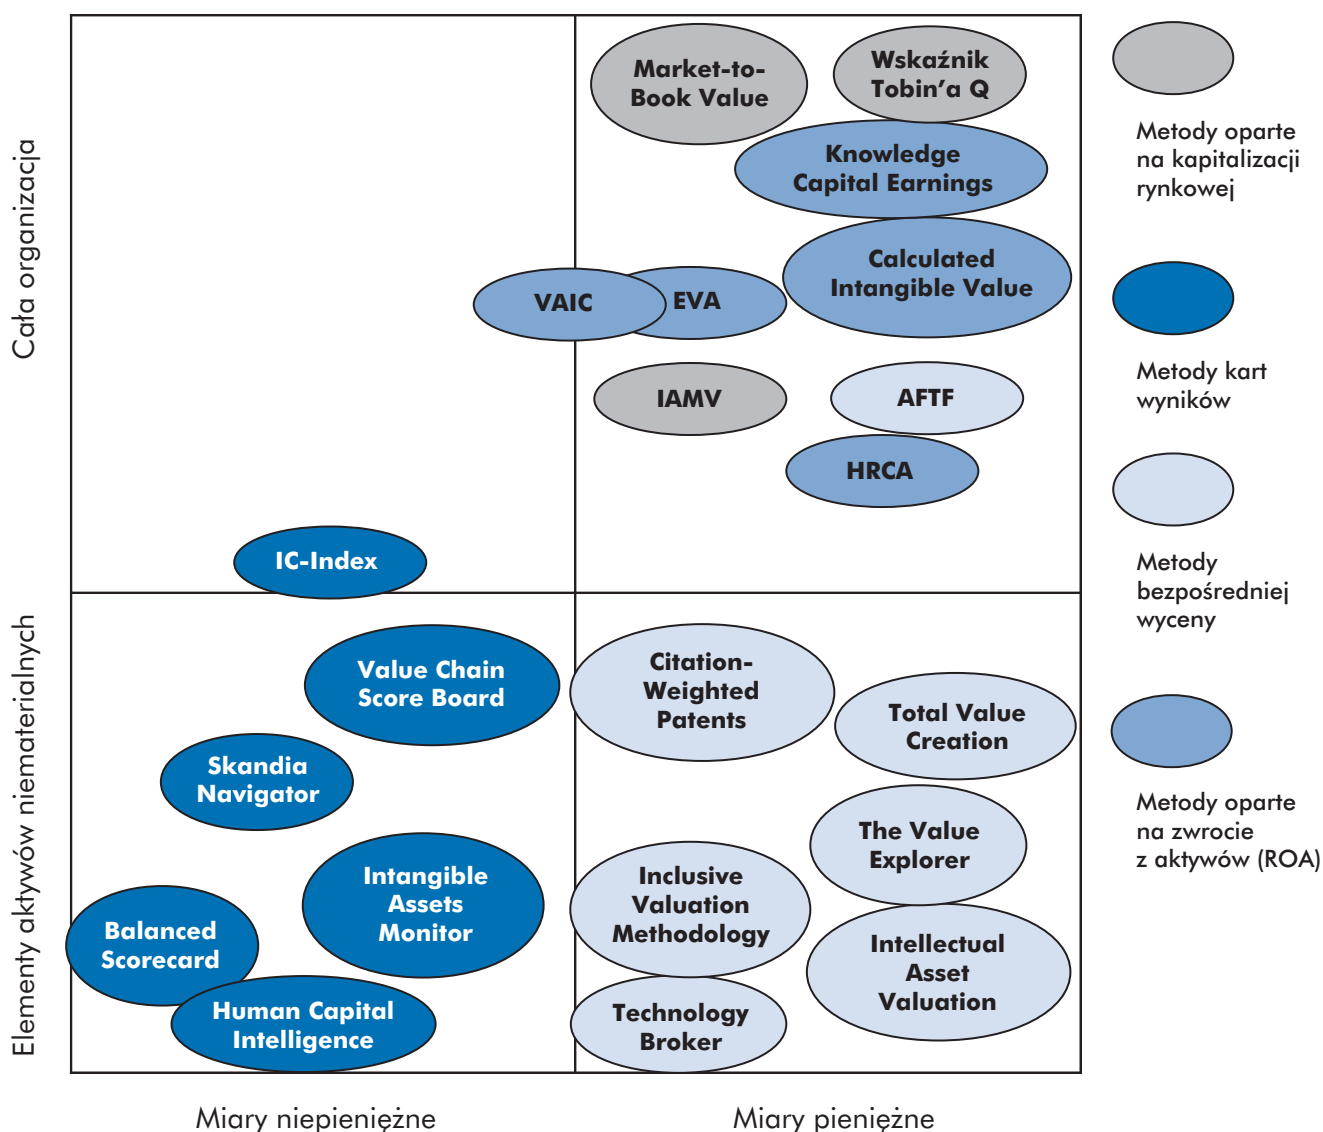 Cała organizacja
Elementy aktywów niematerialnych
Market-to-
Book Value
Wskaźnik
Tobin’a Q
Knowledge
Capital Earnings
Calculated
Intangible Value
VAIC
EVA
IAMV
AFTF
HRCA
IC-Index
Value Chain
Score Board
Skandia
Navigator
Intangible
Assets
Monitor
Balanced
Scorecard
Human Capital
Intelligence
Citation-
Weighted
Patents
Total Value
Creation
The Value
Explorer
Inclusive
Valuation
Methodology
Intellectual
Asset
Valuation
Technology
Broker
Miary niepieniężne
Miary pieniężne
Metody oparte
na kapitalizacji
rynkowej
Metody kart
wyników
Metody
bezpośredniej
wyceny
Metody oparte
na zwrocie
z aktywów (ROA)